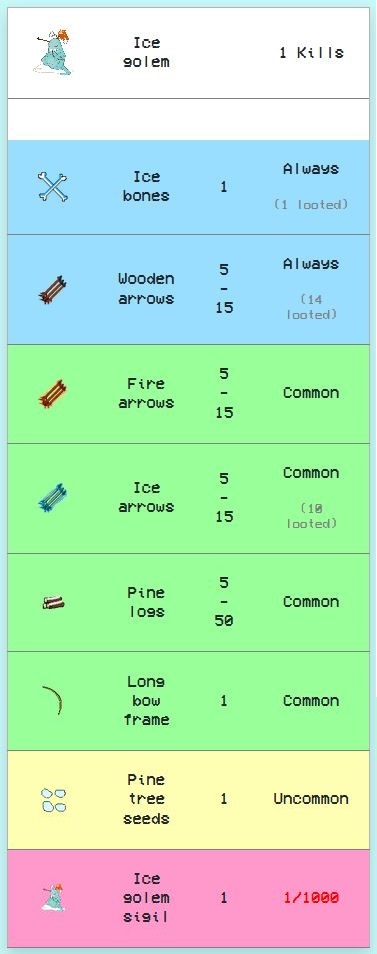 Ice
golem
1 Kills
Ice
bones
1
Always
(1 looted)
Wooden
arrows
5
-
15
Always
(14
looted)
Fire
arrows
5
-
15
Common
Ice
arrows
5
-
15
Common
(10
looted)
Pine
logs
5
-
50
Common
Long
bow
frame
1
Common
Pine
tree
seeds
1
Uncommon
Ice
golem
sigil
1
1/1000